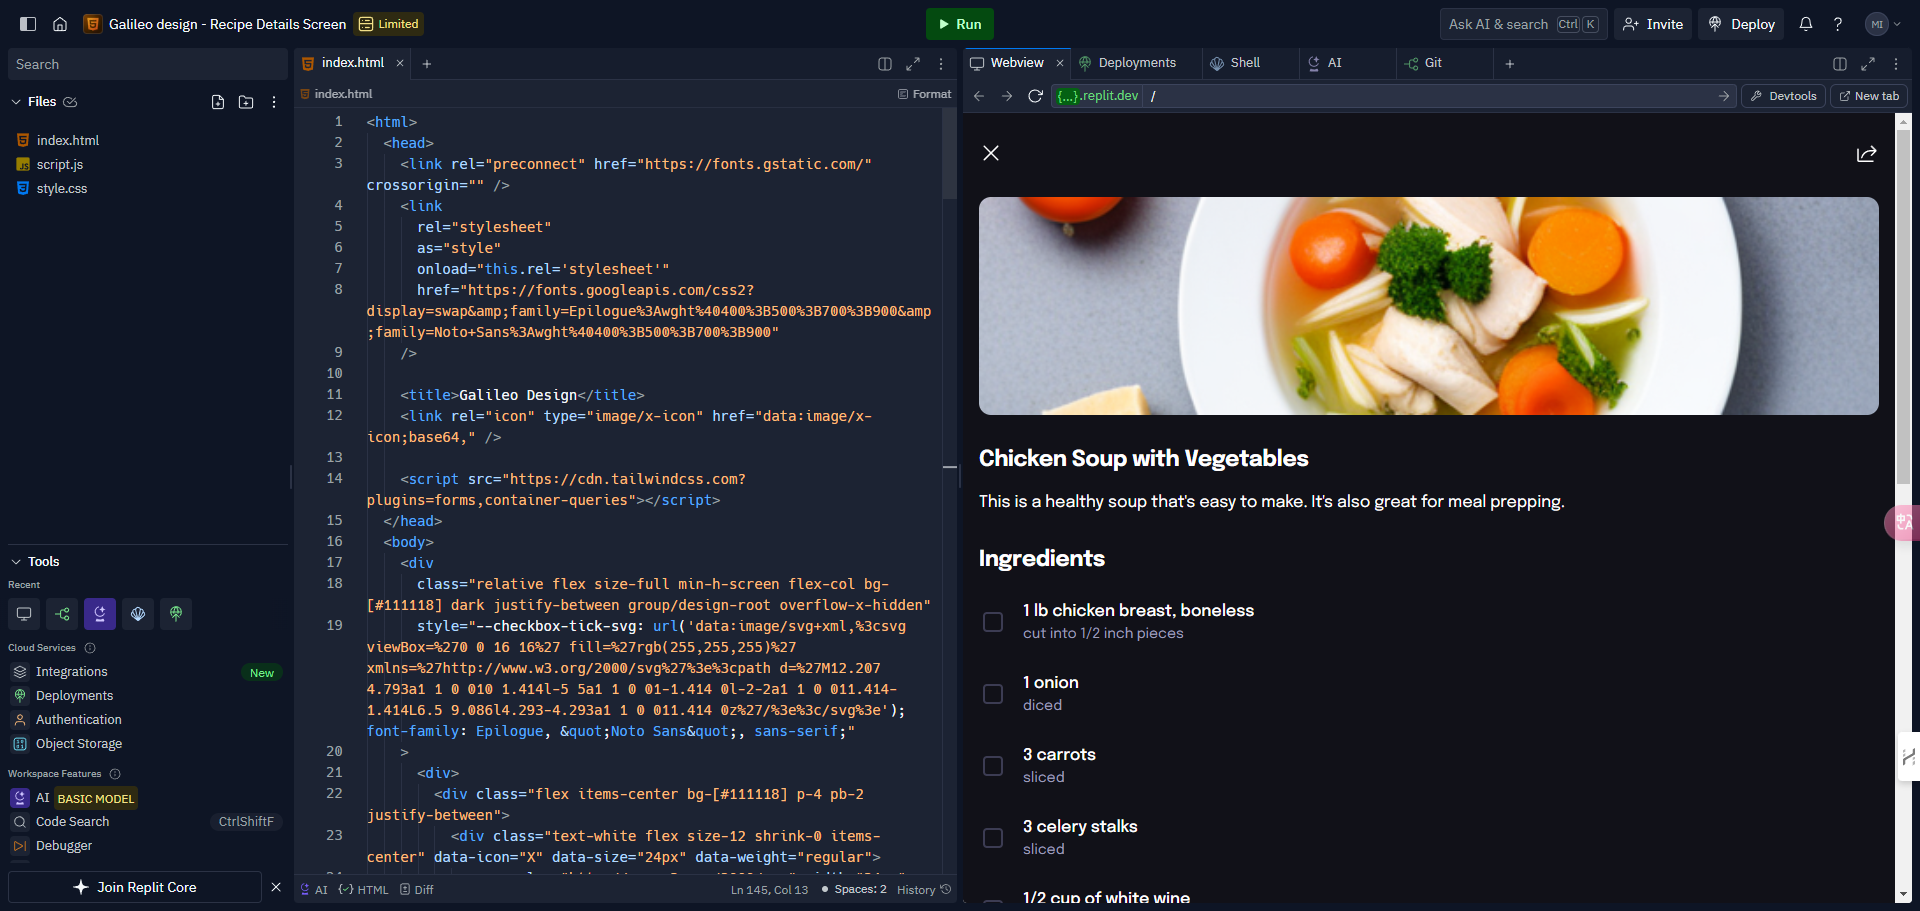 Galileo design - Recipe Details Screen
Limited
Run
Ask AI & search Ctrl K
Invite
Deploy
MI
Search
Files
index.html
script.js
style.css
Tools
Recent
Cloud Services
Integrations New
Deployments
Authentication
Object Storage
Workspace Features
AI BASIC MODEL
Code Search CtrlShiftF
Debugger
Join Replit Core
index.html
index.html
Format
1 <html>
2 <head>
3 <link rel="preconnect" href="https://fonts.gstatic.com/"
crossorigin="" />
4 <link
5 rel="stylesheet"
6 as="style"
7 onload="this.rel='stylesheet'"
8 href="https://fonts.googleapis.com/css2?
display=swap&amp;family=Epilogue%3Awght%40400%3B500%3B700%3B900&amp
;family=Noto+Sans%3Awght%40400%3B500%3B700%3B900"
9 />
10
11 <title>Galileo Design</title>
12 <link rel="icon" type="image/x-icon" href="data:image/x-
icon;base64," />
13
14 <script src="https://cdn.tailwindcss.com?
plugins=forms,container-queries"></script>
15 </head>
16 <body>
17 <div
18 class="relative flex size-full min-h-screen flex-col bg-
[#111118] dark justify-between group/design-root overflow-x-hidden"
19 style="--checkbox-tick-svg: url('data:image/svg+xml,%3csvg
viewBox=%270 0 16 16%27 fill=%27rgb(255,255,255)%27
xmlns=%27http://www.w3.org/2000/svg%27%3e%3cpath d=%27M12.207
4.793a1 1 0 010 1.414l-5 5a1 1 0 01-1.414 0l-2-2a1 1 0 011.414-
1.414L6.5 9.086l4.293-4.293a1 1 0 011.414 0z%27/%3e%3c/svg%3e');
font-family: Epilogue, &quot;Noto Sans&quot;, sans-serif;"
20 >
21 <div>
22 <div class="flex items-center bg-[#111118] p-4 pb-2
justify-between">
23 <div class="text-white flex size-12 shrink-0 items-
center" data-icon="X" data-size="24px" data-weight="regular">
AI
HTML
Diff
Ln 145, Col 13
Spaces: 2
History
Webview
Deployments
Shell
AI
Git
{...}.replit.dev /
Devtools
New tab
Chicken Soup with Vegetables
This is a healthy soup that's easy to make. It's also great for meal prepping.
Ingredients
1 lb chicken breast, boneless
cut into 1/2 inch pieces
1 onion
diced
3 carrots
sliced
3 celery stalks
sliced
1/2 cup of white wine